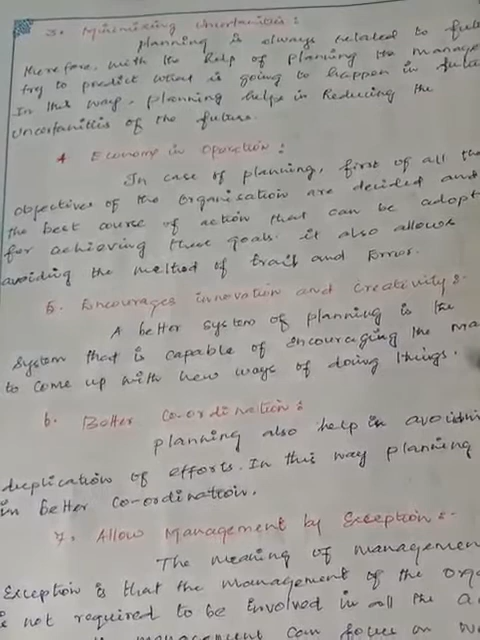 3. Minimizing Uncertanities:
Planning is always related to future
therefore, with the help of planning the manage
try to predict what is going to happen in futu
In this way, planning helps in Reducing the
Uncertanities of the future.
4 Economy in Operation:
In case of planning, first of all the
objectives of the Organisation are decided and
the best course of action that can be adopt
for achieving these goals. it also allows
avoiding the method of trail and Error.
5. Encourages innovation and creativity:-
A better system of planning is the
System that is capable of encouraging the ma
to come up with new ways of doing things.
6. Better Co-ordination:
planning also help in avoidin
duplication of efforts. In this way planning
in better Co-ordination.
7. Allow Management by Exception:-
The meaning of managemen
Exception is that the management of the Orga
is not required to be involved in all the a
management can focus on